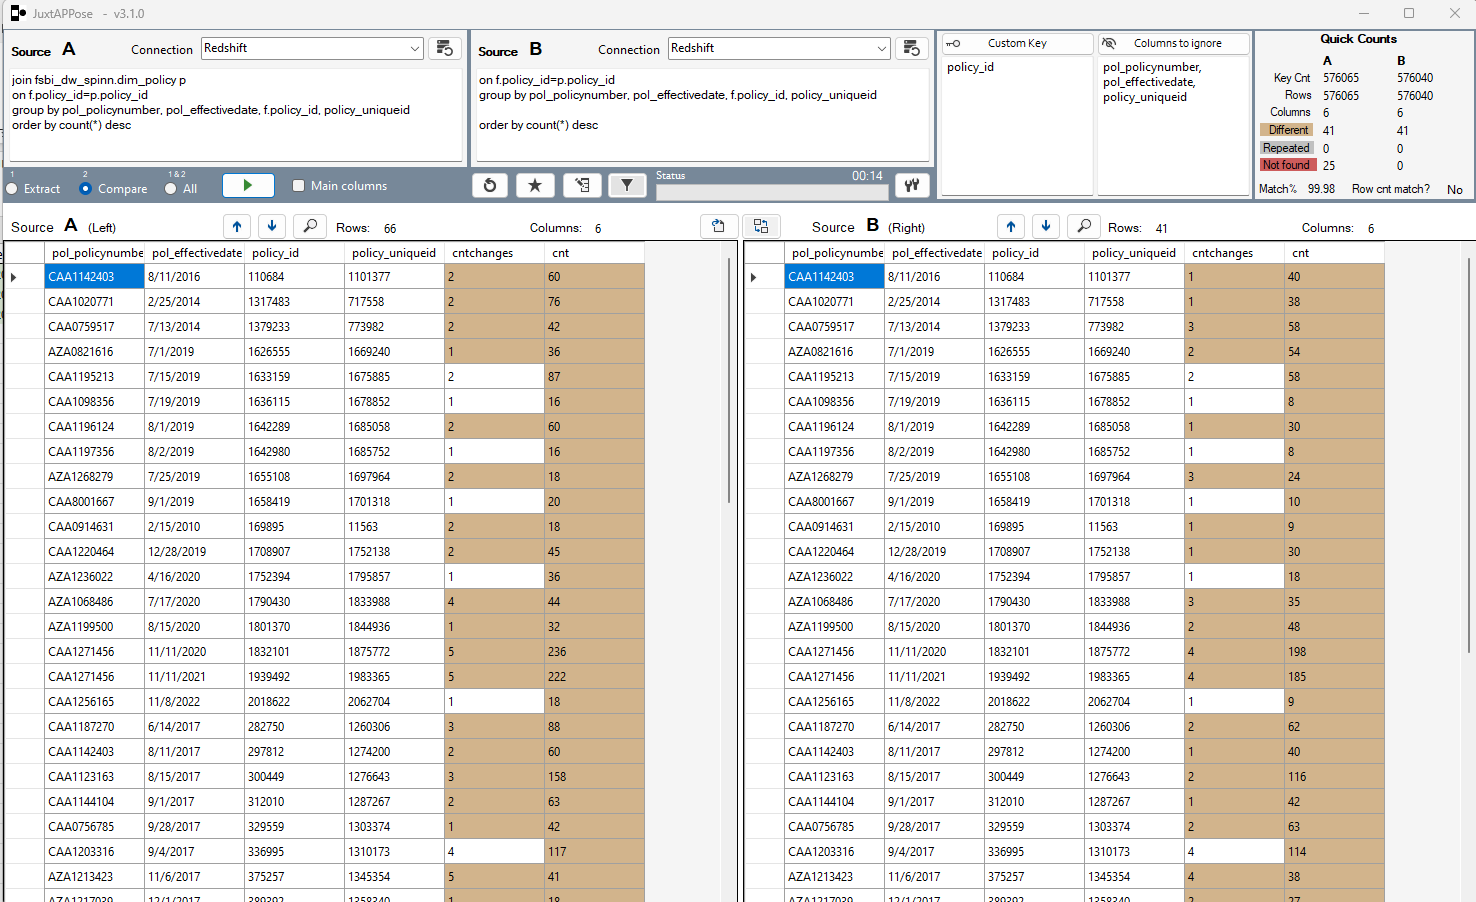 JuxtAPPose - v3.1.0
Source A Connection Redshift
join fsbi_dw_spinn.dim_policy p
on f.policy_id=p.policy_id
group by pol_policynumber, pol_effectivedate, f.policy_id, policy_uniqueid
order by count(*) desc
Source B Connection Redshift
on f.policy_id=p.policy_id
group by pol_policynumber, pol_effectivedate, f.policy_id, policy_uniqueid
order by count(*) desc
Custom Key
policy_id
Columns to ignore
pol_policynumber,
pol_effectivedate,
policy_uniqueid
Quick Counts
A B
Key Cnt 576065 576040
Rows 576065 576040
Columns 6 6
Different 41 41
Repeated 0 0
Not found 25 0
Match% 99.98 Row cnt match? No
1 2 1 & 2
Extract Compare All Main columns
Status 00:14
Source A (Left) Rows: 66 Columns: 6
Source B (Right) Rows: 41 Columns: 6
pol_policynumbe pol_effectivedate policy_id policy_uniqueid cntchanges cnt pol_policynumbe pol_effectivedate policy_id policy_uniqueid cntchanges cnt
CAA1142403 8/11/2016 110684 1101377 2 60 CAA1142403 8/11/2016 110684 1101377 1 40
CAA1020771 2/25/2014 1317483 717558 2 76 CAA1020771 2/25/2014 1317483 717558 1 38
CAA0759517 7/13/2014 1379233 773982 2 42 CAA0759517 7/13/2014 1379233 773982 3 58
AZA0821616 7/1/2019 1626555 1669240 1 36 AZA0821616 7/1/2019 1626555 1669240 2 54
CAA1195213 7/15/2019 1633159 1675885 2 87 CAA1195213 7/15/2019 1633159 1675885 2 58
CAA1098356 7/19/2019 1636115 1678852 1 16 CAA1098356 7/19/2019 1636115 1678852 1 8
CAA1196124 8/1/2019 1642289 1685058 2 60 CAA1196124 8/1/2019 1642289 1685058 1 30
CAA1197356 8/2/2019 1642980 1685752 1 16 CAA1197356 8/2/2019 1642980 1685752 1 8
AZA1268279 7/25/2019 1655108 1697964 2 18 AZA1268279 7/25/2019 1655108 1697964 3 24
CAA8001667 9/1/2019 1658419 1701318 1 20 CAA8001667 9/1/2019 1658419 1701318 1 10
CAA0914631 2/15/2010 169895 11563 2 18 CAA0914631 2/15/2010 169895 11563 1 9
CAA1220464 12/28/2019 1708907 1752138 2 45 CAA1220464 12/28/2019 1708907 1752138 1 30
AZA1236022 4/16/2020 1752394 1795857 1 36 AZA1236022 4/16/2020 1752394 1795857 1 18
AZA1068486 7/17/2020 1790430 1833988 4 44 AZA1068486 7/17/2020 1790430 1833988 3 35
AZA1199500 8/15/2020 1801370 1844936 1 32 AZA1199500 8/15/2020 1801370 1844936 2 48
CAA1271456 11/11/2020 1832101 1875772 5 236 CAA1271456 11/11/2020 1832101 1875772 4 198
CAA1271456 11/11/2021 1939492 1983365 5 222 CAA1271456 11/11/2021 1939492 1983365 4 185
CAA1256165 11/8/2022 2018622 2062704 1 18 CAA1256165 11/8/2022 2018622 2062704 1 9
CAA1187270 6/14/2017 282750 1260306 3 88 CAA1187270 6/14/2017 282750 1260306 2 62
CAA1142403 8/11/2017 297812 1274200 2 60 CAA1142403 8/11/2017 297812 1274200 1 40
CAA1123163 8/15/2017 300449 1276643 3 158 CAA1123163 8/15/2017 300449 1276643 2 116
CAA1144104 9/1/2017 312010 1287267 2 63 CAA1144104 9/1/2017 312010 1287267 1 42
CAA0756785 9/28/2017 329559 1303374 1 42 CAA0756785 9/28/2017 329559 1303374 2 63
CAA1203316 9/4/2017 336995 1310173 4 117 CAA1203316 9/4/2017 336995 1310173 4 114
AZA1213423 11/6/2017 375257 1345354 5 41 AZA1213423 11/6/2017 375257 1345354 4 38
AZA1217039 12/1/2017 389392 1358340 1 18 AZA1217039 12/1/2017 389392 1358340 2 27